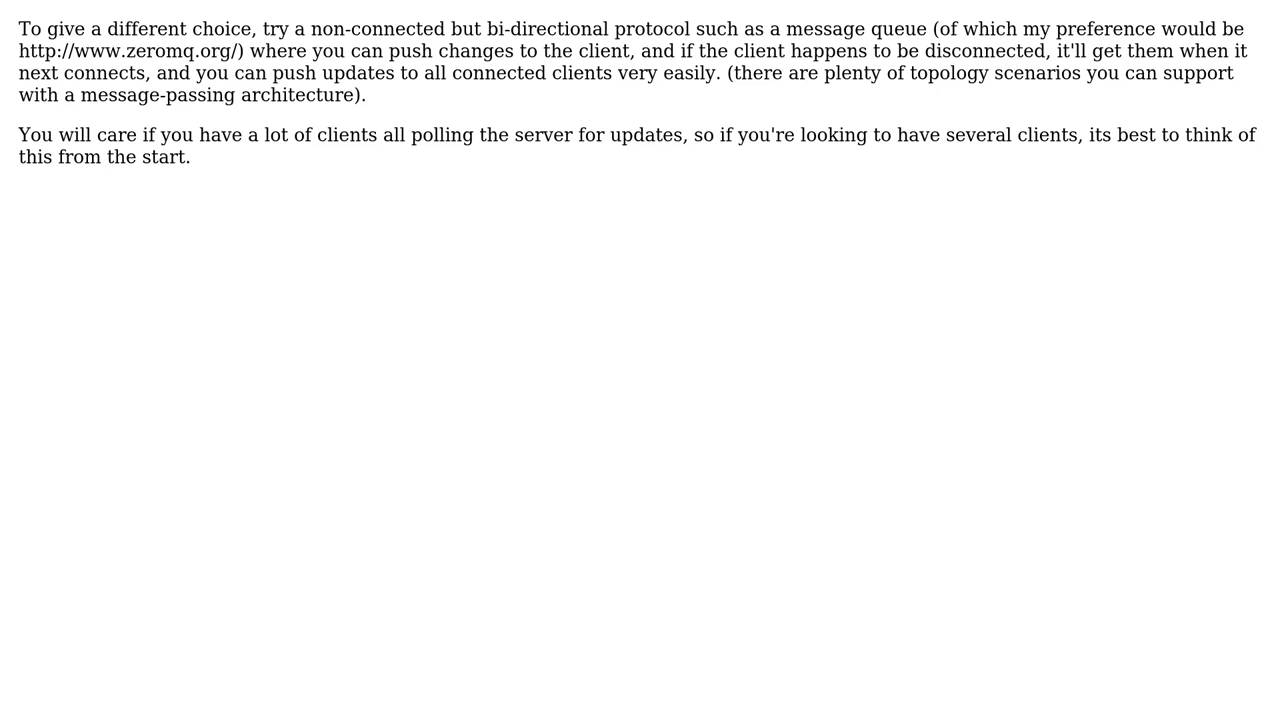 To give a different choice, try a non-connected but bi-directional protocol such as a message queue (of which my preference would be
http://www.zeromq.org/) where you can push changes to the client, and if the client happens to be disconnected, it'll get them when it
next connects, and you can push updates to all connected clients very easily. (there are plenty of topology scenarios you can support
with a message-passing architecture).
You will care if you have a lot of clients all polling the server for updates, so if you're looking to have several clients, its best to think of
this from the start.